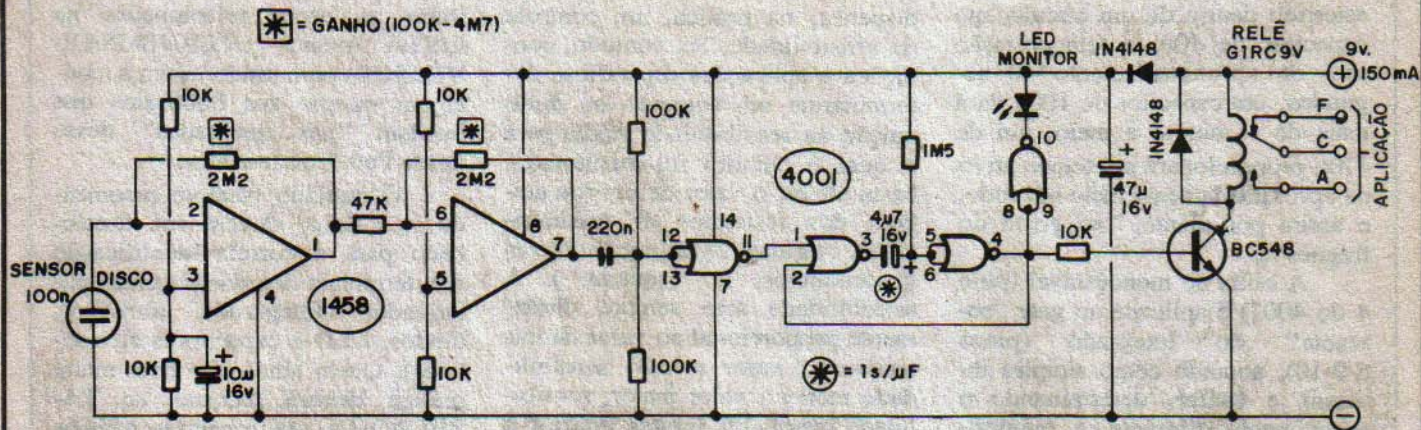 ✱ = GANHO (100K-4M7)
RELÊ
G1RC9V
LED
MONITOR
1N4148
9v.
150mA
10K
10K
100K
1M5
✱
2M2
✱
2M2
4001
10
1N4148
F
C
A
APLICAÇÃO
47K
47µ
16v
2
1
6
8
7
220n
12
14
11
1
3
4µ7
16v
5
4
8
9
10K
SENSOR
100n
DISCO
3
4
1458
5
13
7
2
6
✱
BC548
10K
10µ
16v
10K
100K
✱ = 1s/µF